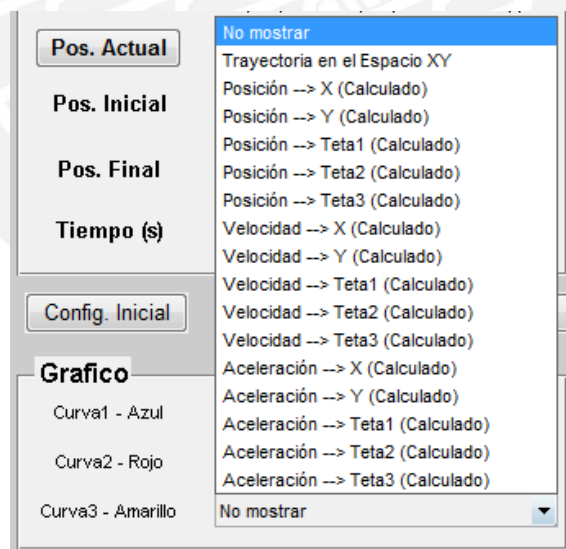 Pos. Actual
Pos. Inicial
Pos. Final
Tiempo (s)
No mostrar
Trayectoria en el Espacio XY
Posición --> X (Calculado)
Posición --> Y (Calculado)
Posición --> Teta1 (Calculado)
Posición --> Teta2 (Calculado)
Posición --> Teta3 (Calculado)
Velocidad --> X (Calculado)
Velocidad --> Y (Calculado)
Velocidad --> Teta1 (Calculado)
Velocidad --> Teta2 (Calculado)
Velocidad --> Teta3 (Calculado)
Aceleración --> X (Calculado)
Aceleración --> Y (Calculado)
Aceleración --> Teta1 (Calculado)
Aceleración --> Teta2 (Calculado)
Aceleración --> Teta3 (Calculado)
Config. Inicial
Grafico
Curva1 - Azul
Curva2 - Rojo
Curva3 - Amarillo
No mostrar